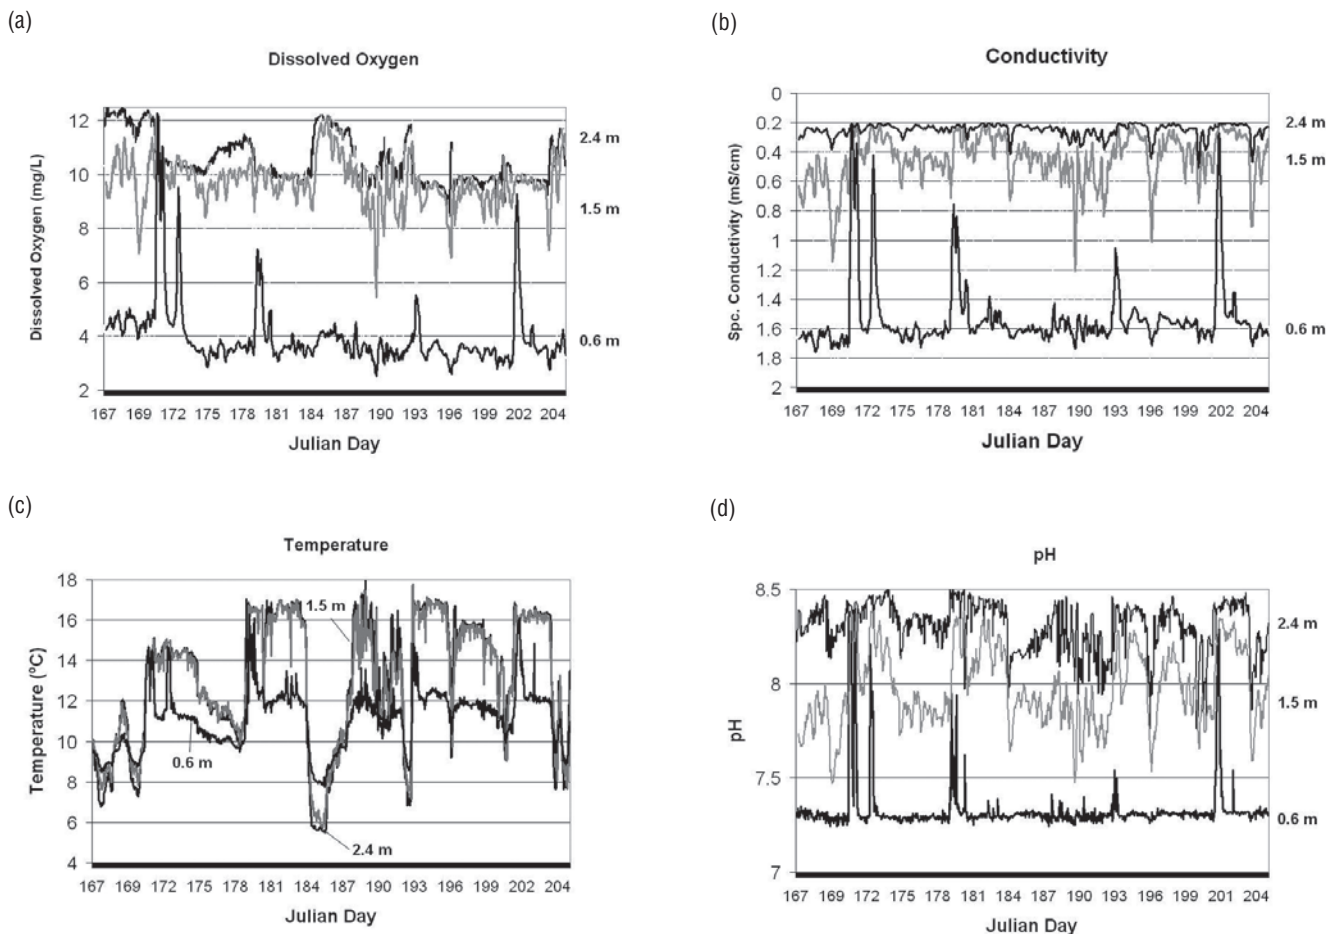 (a)
Dissolved Oxygen
Dissolved Oxygen (mg/L)
12
10
8
6
4
2
2.4 m
1.5 m
0.6 m
167 169 172 175 178 181 184 187 190 193 196 199 202 204
Julian Day
(b)
Conductivity
Spc. Conductivity (mS/cm)
0
0.2
0.4
0.6
0.8
1
1.2
1.4
1.6
1.8
2
2.4 m
1.5 m
0.6 m
167 169 172 175 178 181 184 187 190 193 196 199 202 204
Julian Day
(c)
Temperature
Temperature (°C)
18
16
14
12
10
8
6
4
1.5 m
0.6 m
2.4 m
167 169 172 175 178 181 184 187 190 193 196 199 202 204
Julian Day
(d)
pH
pH
8.5
8
7.5
7
2.4 m
1.5 m
0.6 m
167 169 172 175 178 181 184 187 190 193 196 199 201 204
Julian Day